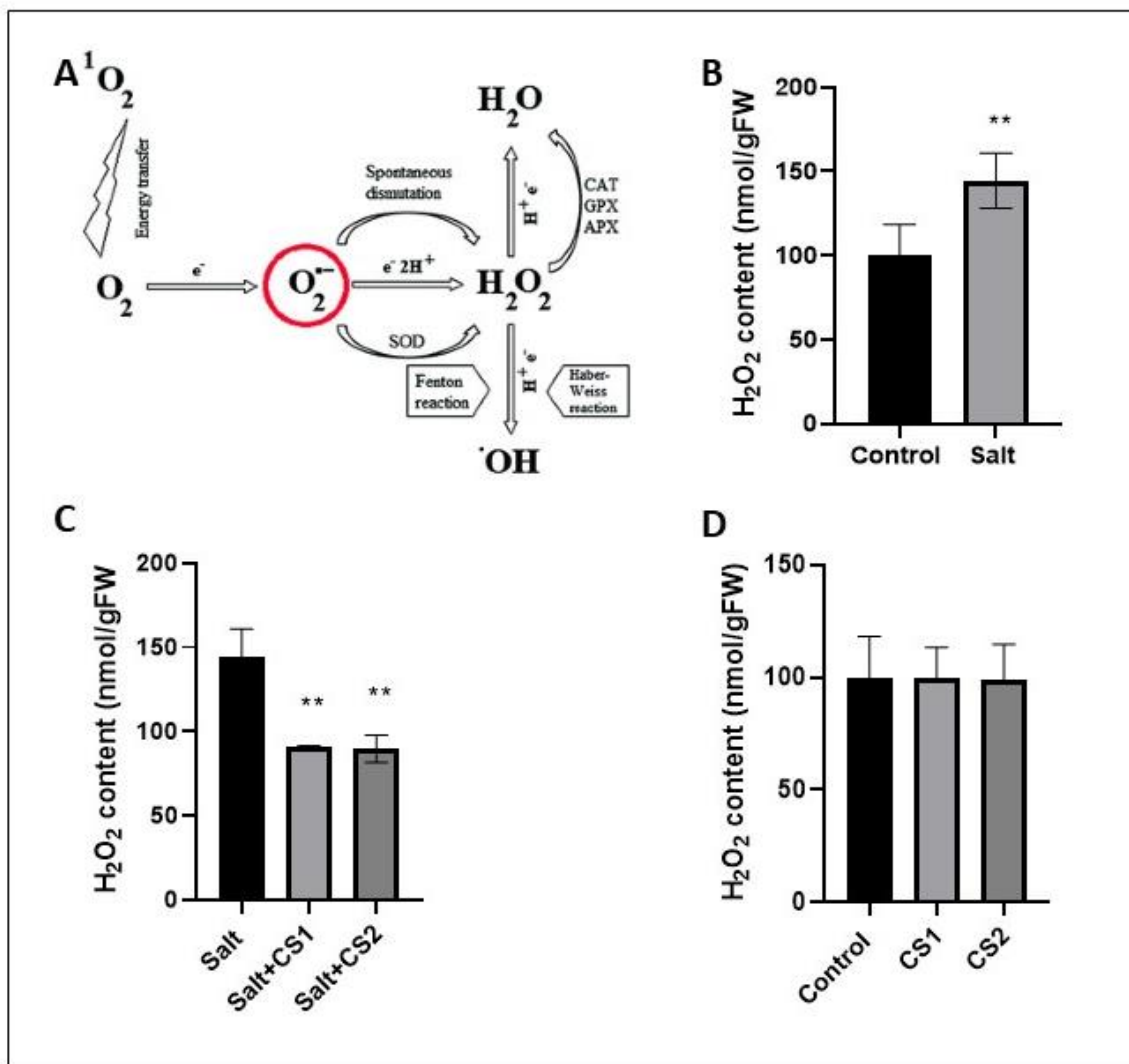 A
¹O₂
Energy transfer
O₂
e⁻
O₂•⁻
Spontaneous
dismutation
e⁻ 2H⁺
SOD
H₂O
H⁺ e⁻
CAT
GPX
APX
H₂O₂
Fenton
reaction
H⁺ e⁻
Haber-
Weiss
reaction
•OH
B
H₂O₂ content (nmol/gFW)
200
150
100
50
0
**
Control Salt
C
H₂O₂ content (nmol/gFW
200
150
100
50
0
** **
Salt
Salt+CS1
Salt+CS2
D
H₂O₂ content (nmol/gFW)
150
100
50
0
Control
CS1
CS2